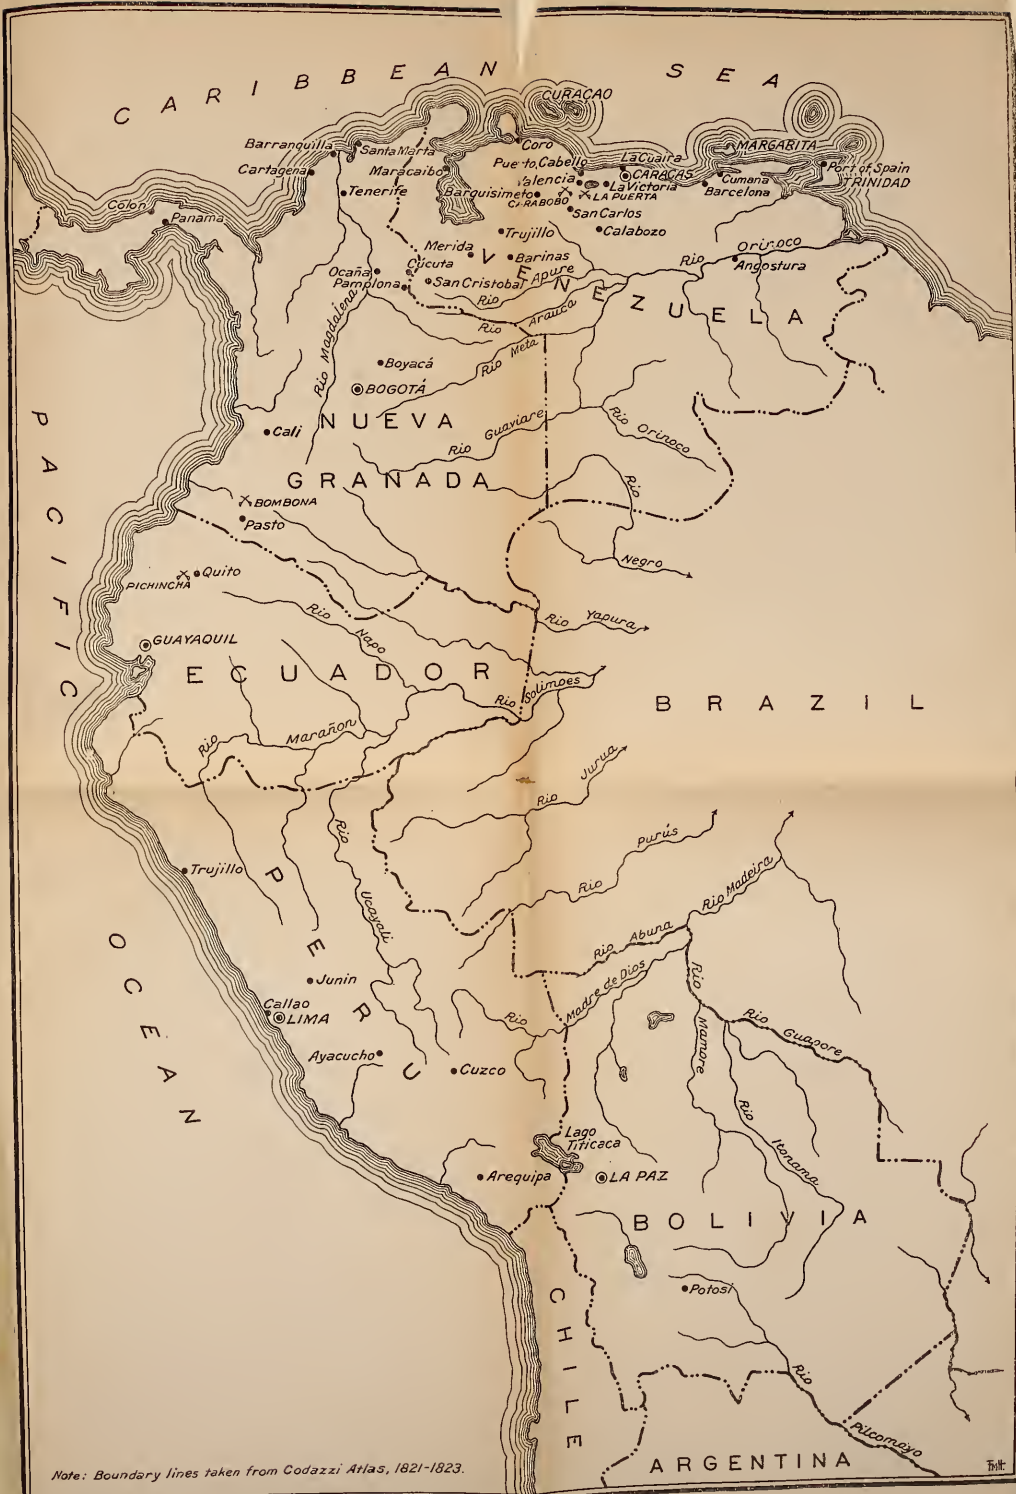 CARIBBEAN SEA
CURAÇAO
Barranquilla
Santa Marta
Coro
MARGARITA
Cartagena
Maracaibo
Puerto Cabello
La Guaira
CARACAS
Port of Spain
TRINIDAD
Valencia
La Victoria
Cumana
Tenerife
Barquisimeto
CARABOBO
LA PUERTA
Barcelona
Colon
Panama
San Carlos
Trujillo
Calabozo
Merida
Barinas
Rio Orinoco
Angostura
Ocaña
Cúcuta
Pamplona
San Cristobal
Rio Apure
VENEZUELA
Rio Arauca
Rio Magdalena
Rio Meta
Boyacá
BOGOTÁ
NUEVA
GRANADA
Cali
Rio Guaviare
Rio Orinoco
BOMBONA
Pasto
Rio Negro
PICHINCHA
Quito
Rio Yapura
Rio Napo
GUAYAQUIL
ECUADOR
Rio Solimoes
BRAZIL
PACIFIC
OCEAN
Rio Marañon
Rio Jurua
Rio Purús
Trujillo
PERU
Rio Ucayali
Rio Madeira
Rio Abuna
Junin
Callao
LIMA
Rio Madre de Dios
Rio Mamore
Rio Guapore
Ayacucho
Cuzco
Rio Itonama
Lago
Titicaca
Arequipa
LA PAZ
BOLIVIA
Potosi
CHILE
Rio Pilcomayo
ARGENTINA
Note: Boundary lines taken from Codazzi Atlas, 1821-1823.